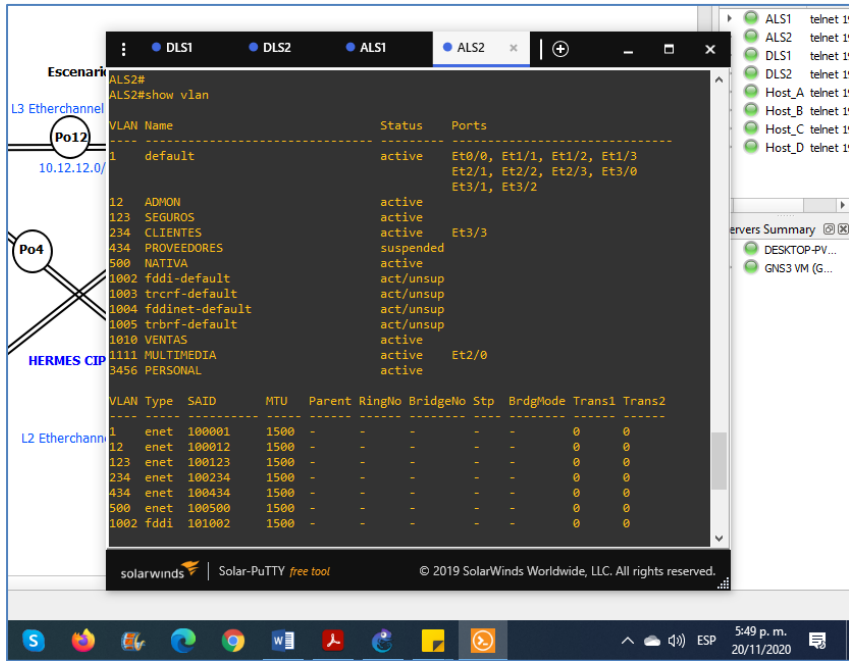 Escenari
L3 Etherchannel
Po12
10.12.12.0/
Po4
HERMES CIP
L2 Etherchann
DLS1 DLS2 ALS1 ALS2 ×
ALS2#
ALS2#show vlan
VLAN Name Status Ports
---- -------------------------------- --------- -------------------------------
1 default active Et0/0, Et1/1, Et1/2, Et1/3
Et2/1, Et2/2, Et2/3, Et3/0
Et3/1, Et3/2
12 ADMON active
123 SEGUROS active
234 CLIENTES active Et3/3
434 PROVEEDORES suspended
500 NATIVA active
1002 fddi-default act/unsup
1003 trcrf-default act/unsup
1004 fddinet-default act/unsup
1005 trbrf-default act/unsup
1010 VENTAS active
1111 MULTIMEDIA active Et2/0
3456 PERSONAL active
VLAN Type SAID MTU Parent RingNo BridgeNo Stp BrdgMode Trans1 Trans2
---- ----- ---------- ----- ------ ------ -------- ---- -------- ------ ------
1 enet 100001 1500 - - - - - 0 0
12 enet 100012 1500 - - - - - 0 0
123 enet 100123 1500 - - - - - 0 0
234 enet 100234 1500 - - - - - 0 0
434 enet 100434 1500 - - - - - 0 0
500 enet 100500 1500 - - - - - 0 0
1002 fddi 101002 1500 - - - - - 0 0
solarwinds Solar-PuTTY free tool © 2019 SolarWinds Worldwide, LLC. All rights reserved.
ALS1 telnet 19
ALS2 telnet 19
DLS1 telnet 19
DLS2 telnet 19
Host_A telnet 19
Host_B telnet 19
Host_C telnet 19
Host_D telnet 19
ervers Summary
DESKTOP-PV...
GNS3 VM (G...
ESP
5:49 p. m.
20/11/2020